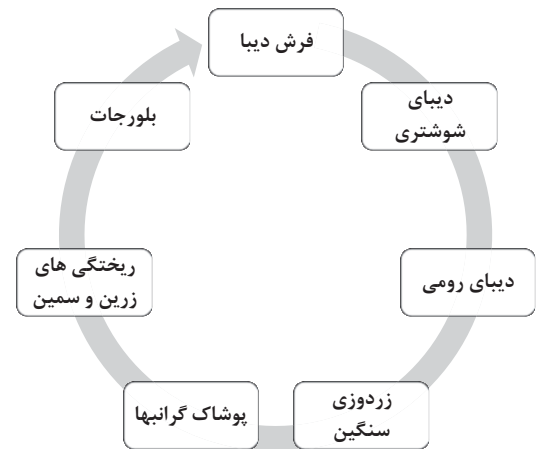 فرش دیبا
دیبای
شوشتری
دیبای رومی
زردوزی
سنگین
پوشاک گرانبها
ریختگی های
زرین و سمین
بلورجات